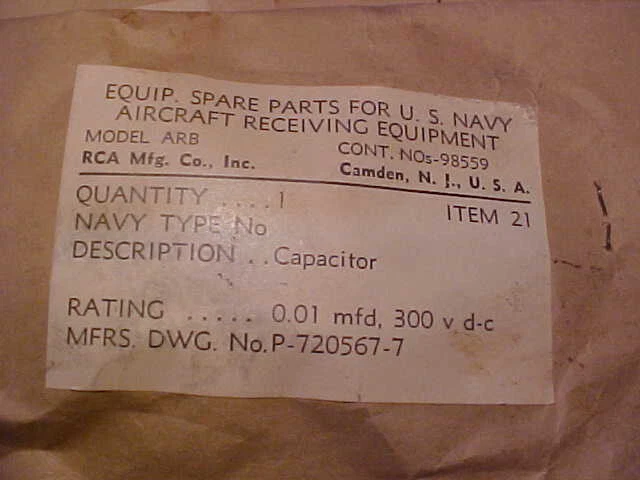 EQUIP. SPARE PARTS FOR U. S. NAVY
AIRCRAFT RECEIVING EQUIPMENT
MODEL ARB CONT. NOs-98559
RCA Mfg. Co., Inc. Camden, N. J., U. S. A.
QUANTITY .... 1 ITEM 21
NAVY TYPE No
DESCRIPTION .. Capacitor
RATING ..... 0.01 mfd, 300 v d-c
MFRS. DWG. No. P-720567-7